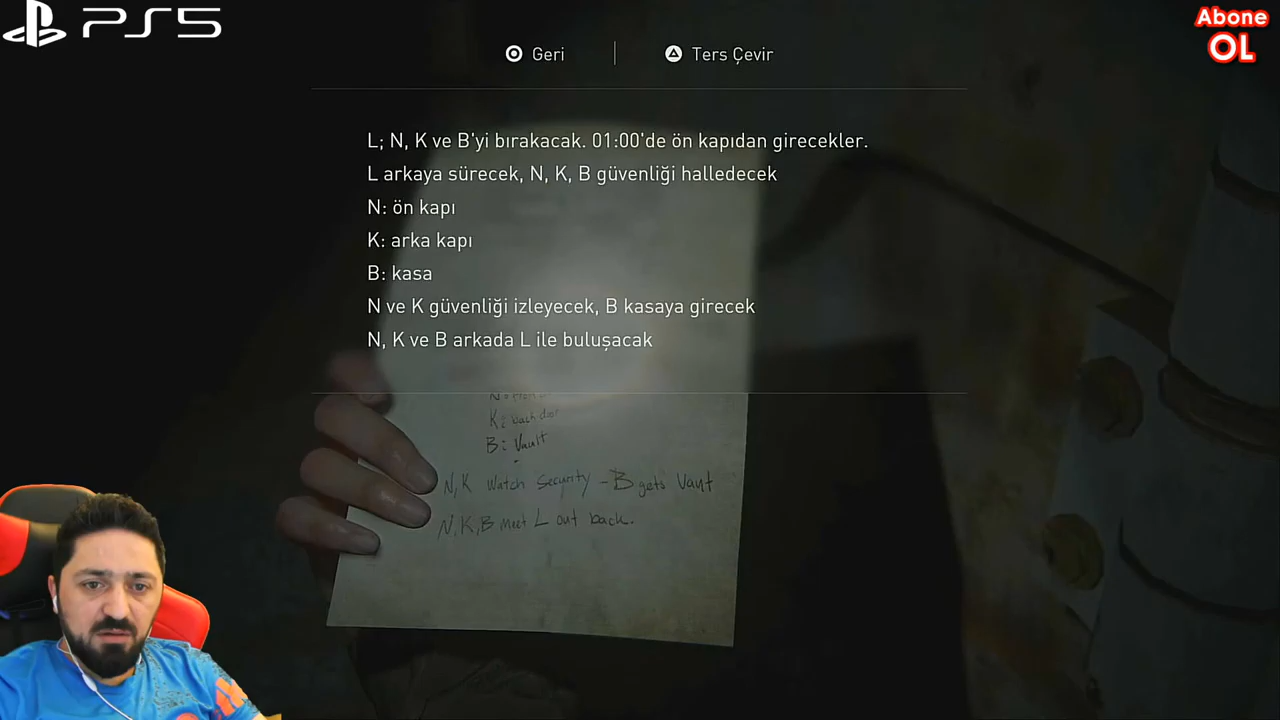 PS5
Abone
OL
Geri
Ters Çevir
L; N, K ve B'yi bırakacak. 01:00'de ön kapıdan girecekler.
L arkaya sürecek, N, K, B güvenliği halledecek
N: ön kapı
K: arka kapı
B: kasa
N ve K güvenliği izleyecek, B kasaya girecek
N, K ve B arkada L ile buluşacak
K: back door
B: Vault
N,K Watch Security - B gets Vault
N,K,B meet L out back.